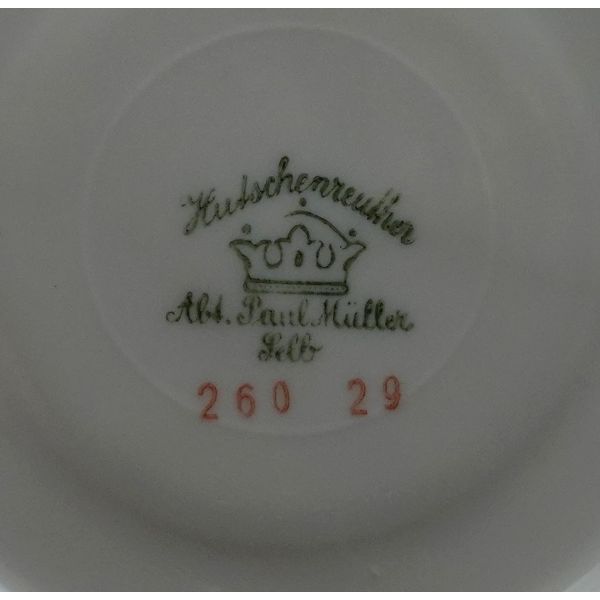 Hutschenreuther
Abt. Paul Müller
Selb
260 29